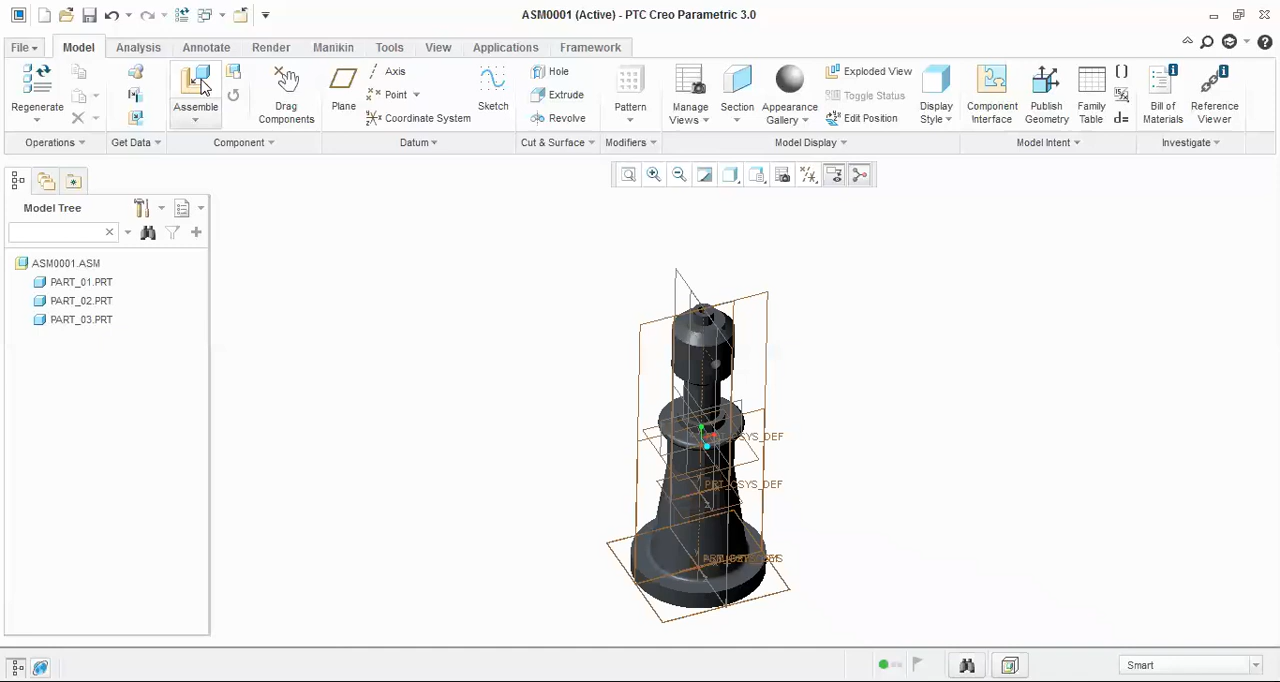 ASM0001 (Active) - PTC Creo Parametric 3.0
File Model Analysis Annotate Render Manikin Tools View Applications Framework
Regenerate
Operations
Get Data
Assemble
Drag Components
Component
Plane
Axis
Point
Coordinate System
Datum
Sketch
Hole
Extrude
Revolve
Cut & Surface
Pattern
Modifiers
Manage Views
Section
Appearance Gallery
Exploded View
Toggle Status
Edit Position
Display Style
Model Display
Component Interface
Publish Geometry
Family Table
d=
Model Intent
Bill of Materials
Reference Viewer
Investigate
Model Tree
ASM0001.ASM
PART_01.PRT
PART_02.PRT
PART_03.PRT
PRT_CSYS_DEF
Smart